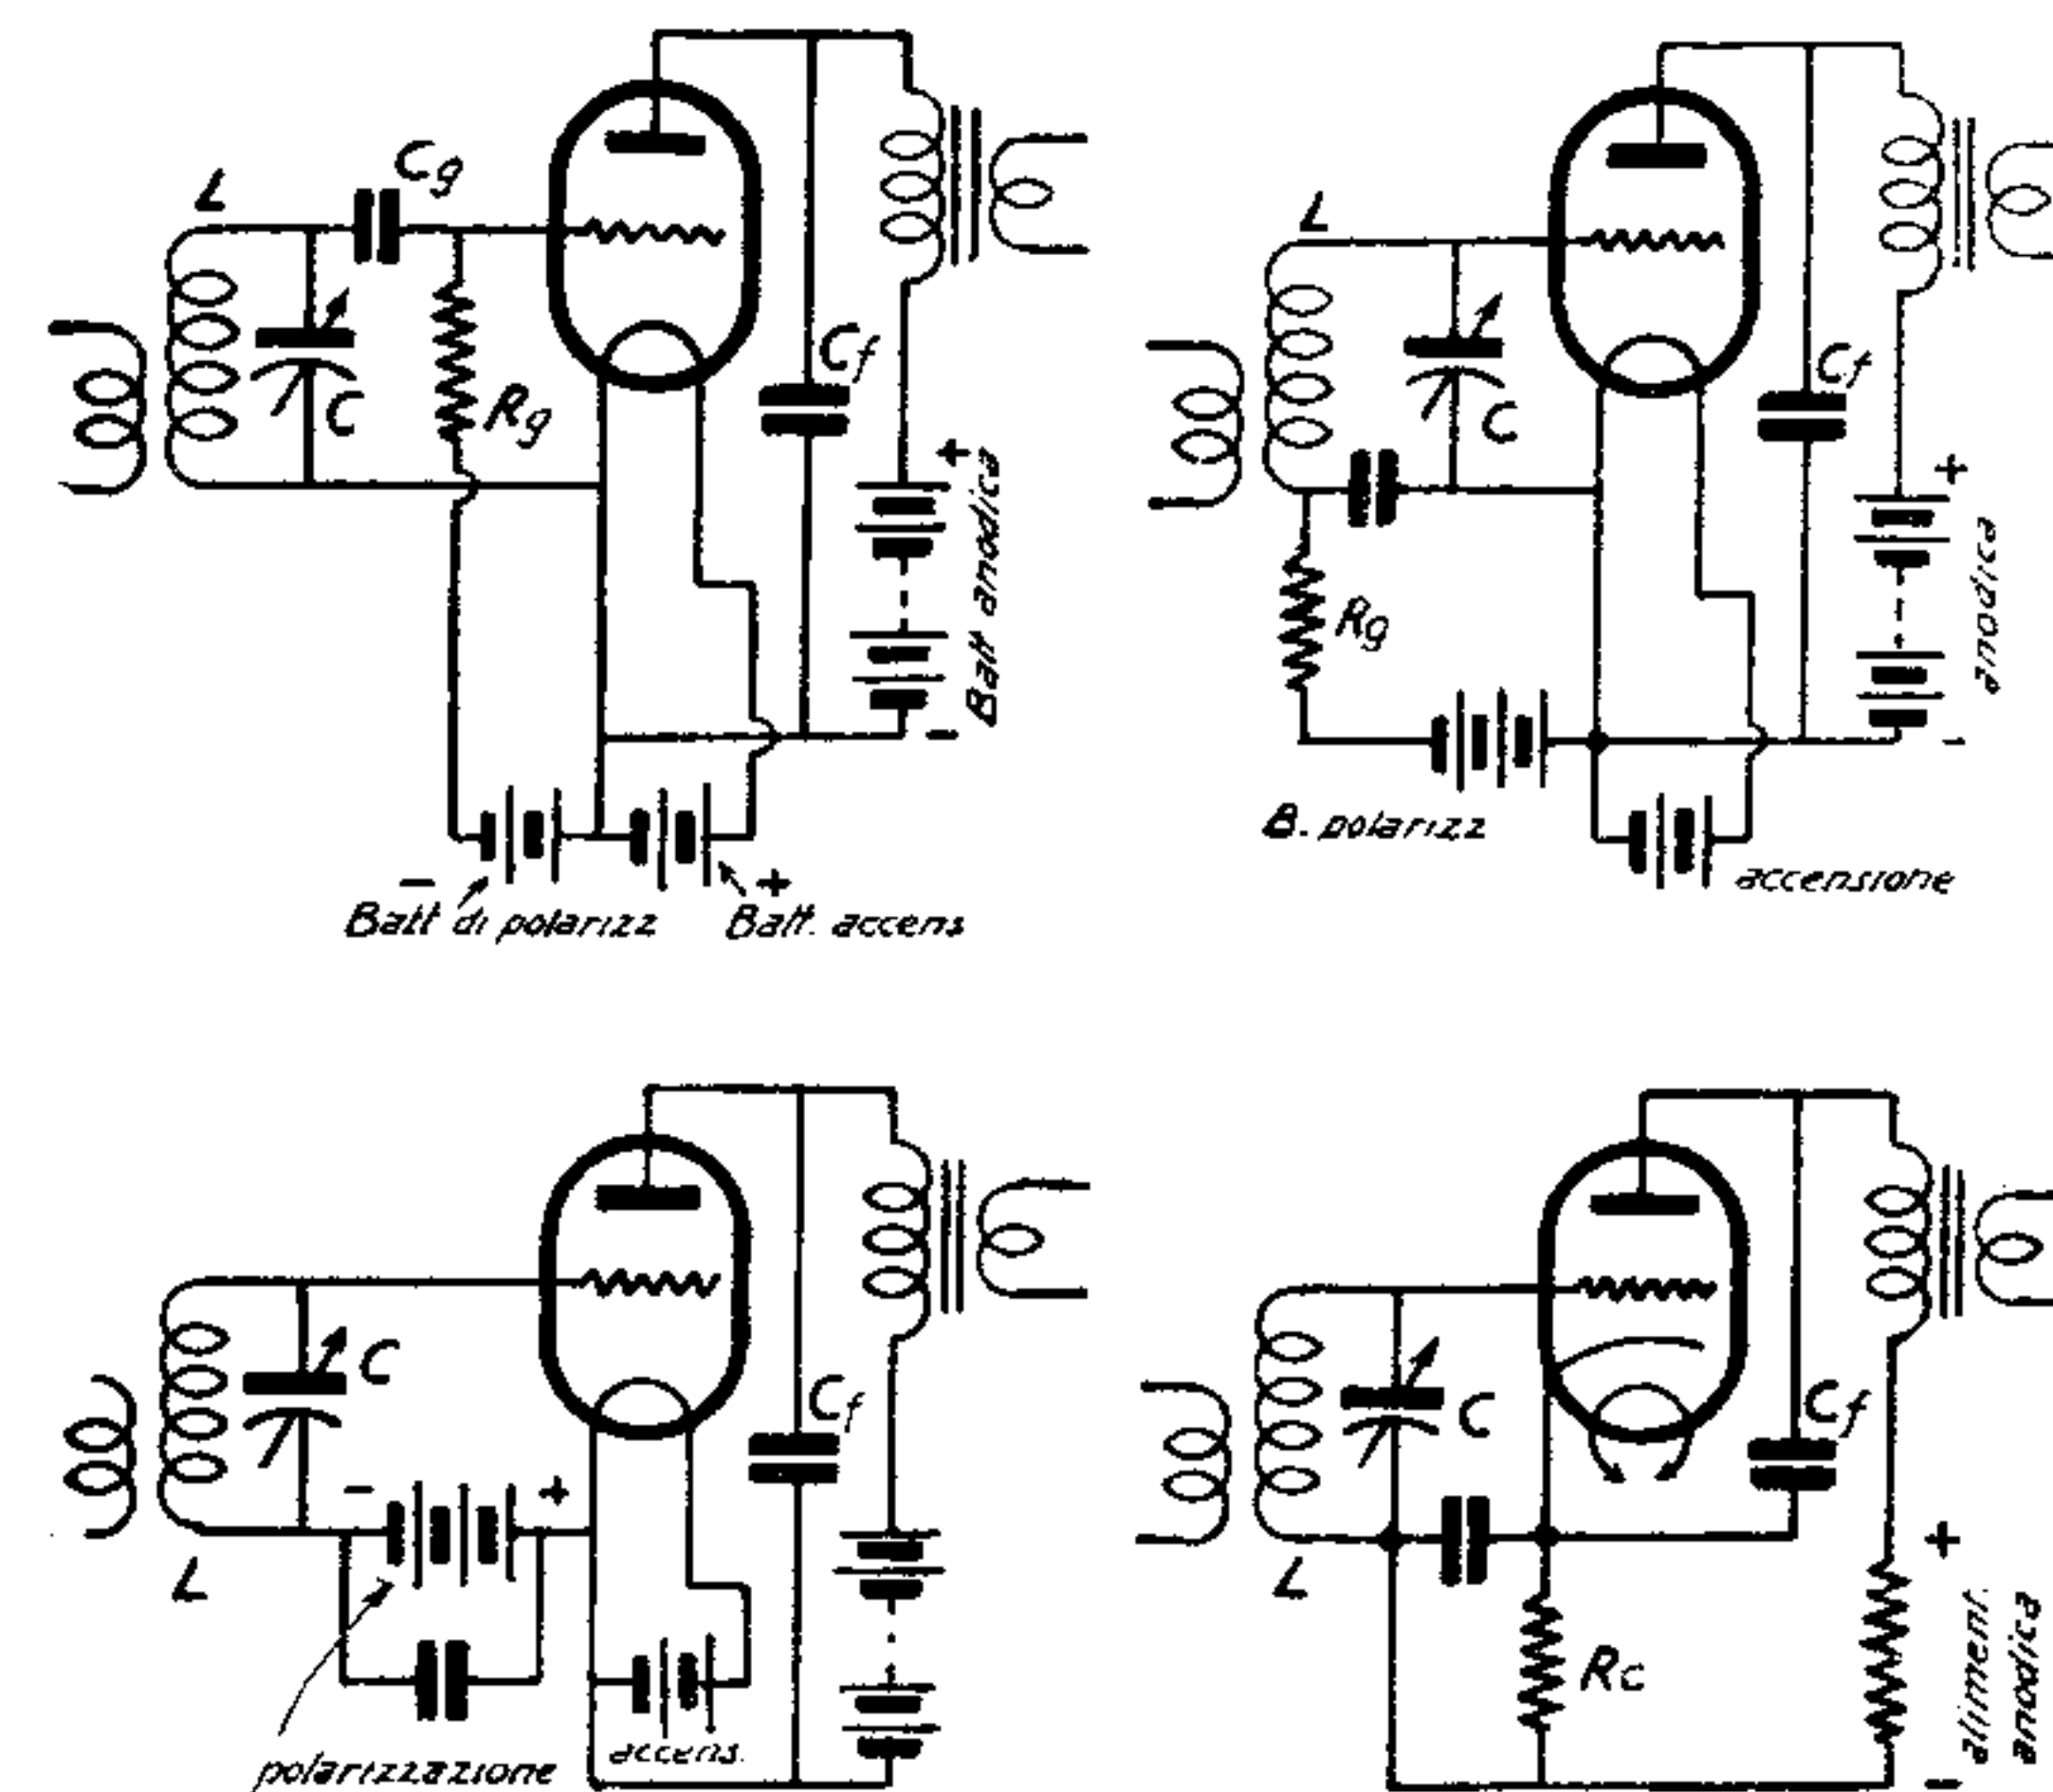 L
Cg
C
Rg
Cf
+
Batt anodica
-
-
+
Batt di polarizz
Batt. accens
L
C
Cf
Rg
+
anodica
-
B. polarizz
accensione
C
Cf
-
+
L
polarizzazione
accens.
C
Cf
L
Rc
+
aliment.
anodica
-